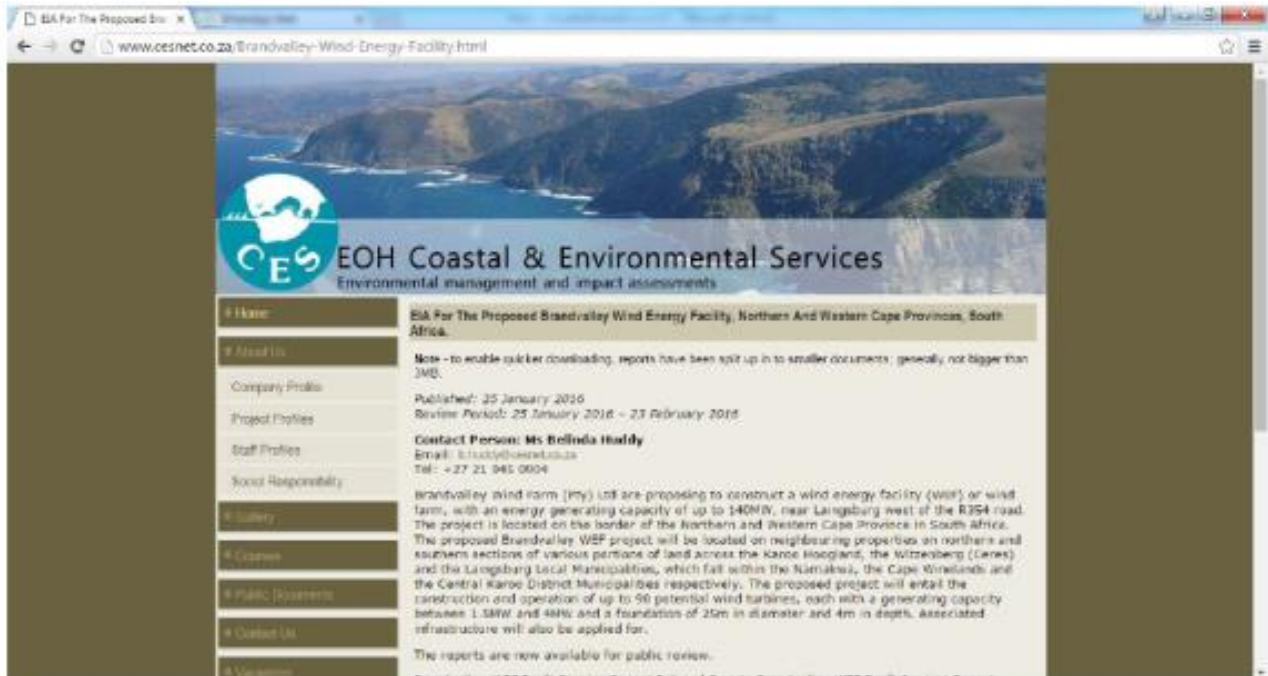 EIA For The Proposed Bra
www.cesnet.co.za/Brandvalley-Wind-Energy-Facility.html
CES
EOH Coastal & Environmental Services
Environmental management and impact assessments
Home
About Us
Company Profile
Project Profiles
Staff Profiles
Social Responsibility
Gallery
Courses
Public Documents
Contact Us
Vacancies
EIA For The Proposed Brandvalley Wind Energy Facility, Northern And Western Cape Provinces, South
Africa.
Note - to enable quicker downloading, reports have been split up in to smaller documents; generally not bigger than
3MB.
Published: 25 January 2016
Review Period: 25 January 2016 – 23 February 2016
Contact Person: Ms Belinda Huddy
Email: b.huddy@cesnet.co.za
Tel: +27 21 045 0904
Brandvalley Wind Farm (Pty) Ltd are proposing to construct a wind energy facility (WEF) or wind
farm, with an energy generating capacity of up to 140MW, near Laingsburg west of the R354 road.
The project is located on the border of the Northern and Western Cape Province in South Africa.
The proposed Brandvalley WEF project will be located on neighbouring properties on northern and
southern sections of various portions of land across the Karoo Hoogland, the Witzenberg (Ceres)
and the Laingsburg Local Municipalities, which fall within the Namakwa, the Cape Winelands and
the Central Karoo District Municipalities respectively. The proposed project will entail the
construction and operation of up to 90 potential wind turbines, each with a generating capacity
between 1.5MW and 4MW and a foundation of 25m in diameter and 4m in depth. Associated
infrastructure will also be applied for.
The reports are now available for public review.